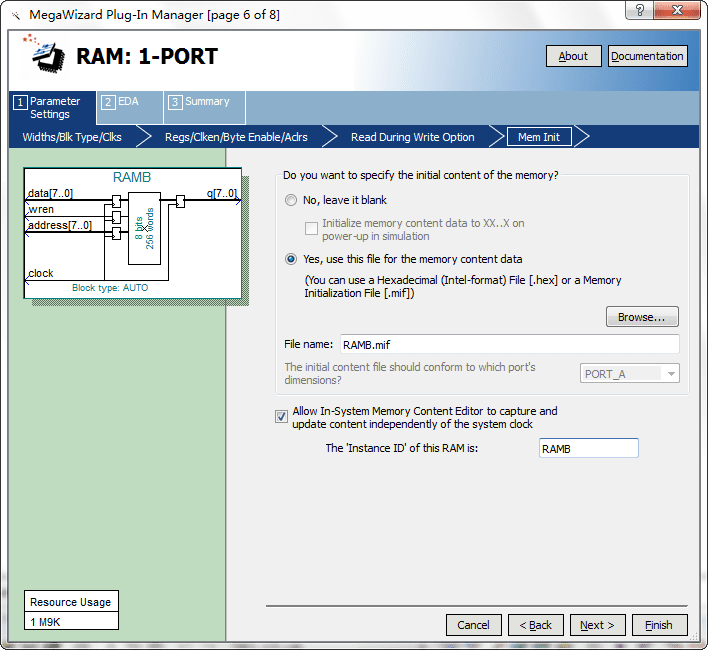 MegaWizard Plug-In Manager [page 6 of 8]
?
X
RAM: 1-PORT
About
Documentation
1 Parameter Settings
2 EDA
3 Summary
Widths/Blk Type/Clks
Regs/Clken/Byte Enable/Aclrs
Read During Write Option
Mem Init
RAMB
data[7..0]
q[7..0]
wren
address[7..0]
8 bits
256 words
clock
Block type: AUTO
Do you want to specify the initial content of the memory?
No, leave it blank
Initialize memory content data to XX..X on
power-up in simulation
Yes, use this file for the memory content data
(You can use a Hexadecimal (Intel-format) File [.hex] or a Memory
Initialization File [.mif])
Browse...
File name: RAMB.mif
The initial content file should conform to which port's
dimensions?
PORT_A
Allow In-System Memory Content Editor to capture and
update content independently of the system clock
The 'Instance ID' of this RAM is: RAMB
Resource Usage
1 M9K
Cancel
< Back
Next >
Finish